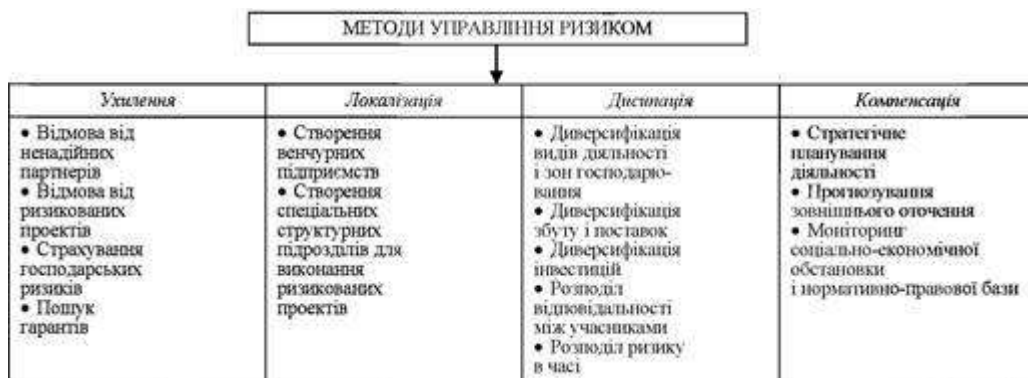 МЕТОДИ УПРАВЛІННЯ РИЗИКОМ
Ухилення
• Відмова від
ненадійних
партнерів
• Відмова від
ризикованих
проектів
• Страхування
господарських
ризиків
• Пошук
гарантів
Локалізація
• Створення
венчурних
підприємств
• Створення
спеціальних
структурних
підрозділів для
виконання
ризикованих
проектів
Дисипація
• Диверсифікація
видів діяльності
і зон господарю-
вання
• Диверсифікація
збуту і поставок
• Диверсифікація
інвестицій
• Розподіл
відповідальності
між учасниками
• Розподіл ризику
в часі
Компенсація
• Стратегічне
планування
діяльності
• Прогнозування
зовнішнього оточення
• Моніторинг
соціально-економічної
обстановки
і нормативно-правової бази